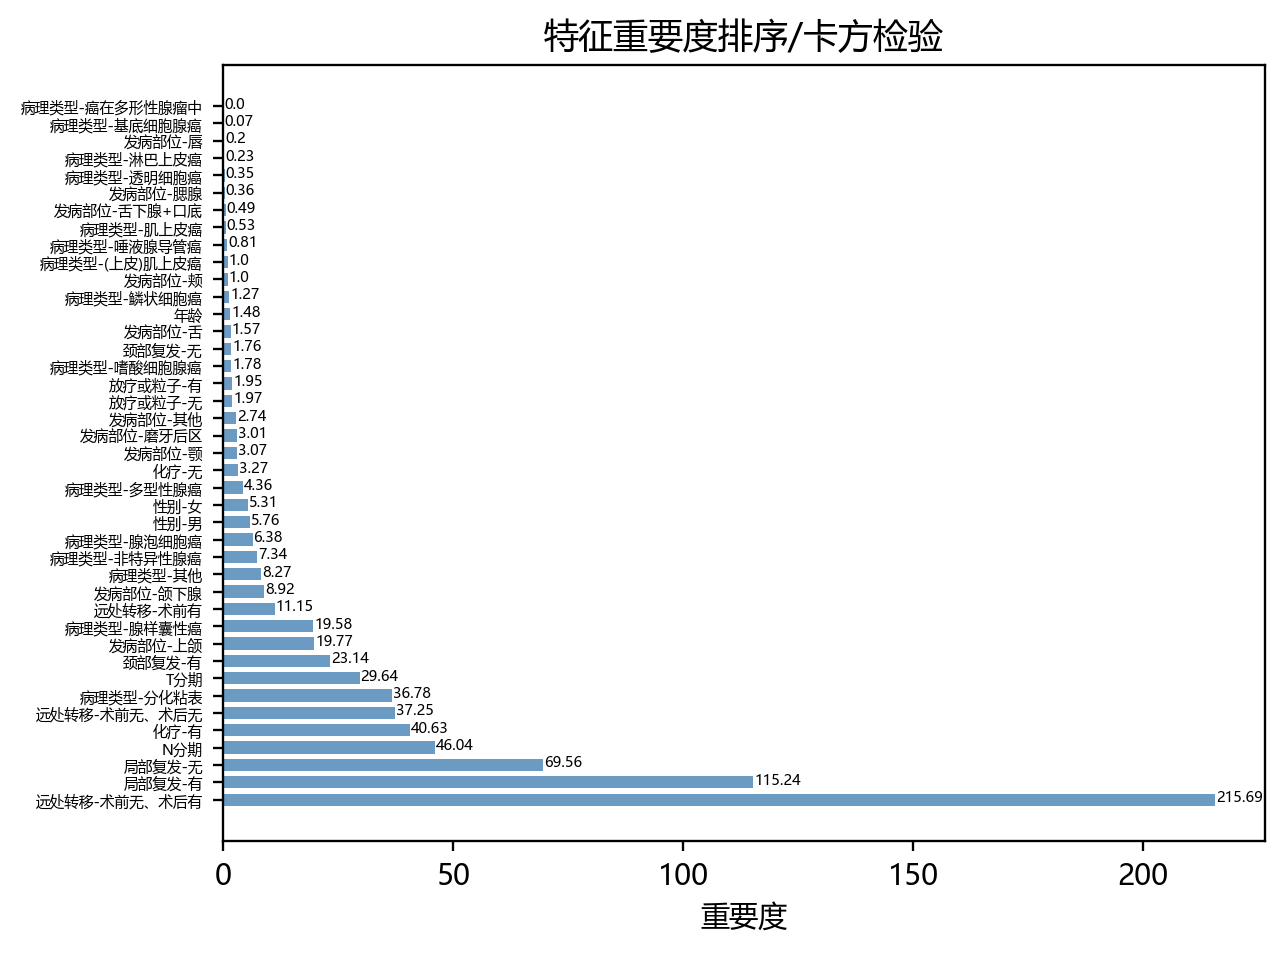 特征重要度排序/卡方检验
病理类型-癌在多形性腺瘤中 0.0
病理类型-基底细胞腺癌 0.07
发病部位-唇 0.2
病理类型-淋巴上皮癌 0.23
病理类型-透明细胞癌 0.35
发病部位-腮腺 0.36
发病部位-舌下腺+口底 0.49
病理类型-肌上皮癌 0.53
病理类型-唾液腺导管癌 0.81
病理类型-(上皮)肌上皮癌 1.0
发病部位-颊 1.0
病理类型-鳞状细胞癌 1.27
年龄 1.48
发病部位-舌 1.57
颈部复发-无 1.76
病理类型-嗜酸细胞腺癌 1.78
放疗或粒子-有 1.95
放疗或粒子-无 1.97
发病部位-其他 2.74
发病部位-磨牙后区 3.01
发病部位-颚 3.07
化疗-无 3.27
病理类型-多型性腺癌 4.36
性别-女 5.31
性别-男 5.76
病理类型-腺泡细胞癌 6.38
病理类型-非特异性腺癌 7.34
病理类型-其他 8.27
发病部位-颌下腺 8.92
远处转移-术前有 11.15
病理类型-腺样囊性癌 19.58
发病部位-上颌 19.77
颈部复发-有 23.14
T分期 29.64
病理类型-分化粘表 36.78
远处转移-术前无、术后无 37.25
化疗-有 40.63
N分期 46.04
局部复发-无 69.56
局部复发-有 115.24
远处转移-术前无、术后有 215.69
0 50 100 150 200
重要度